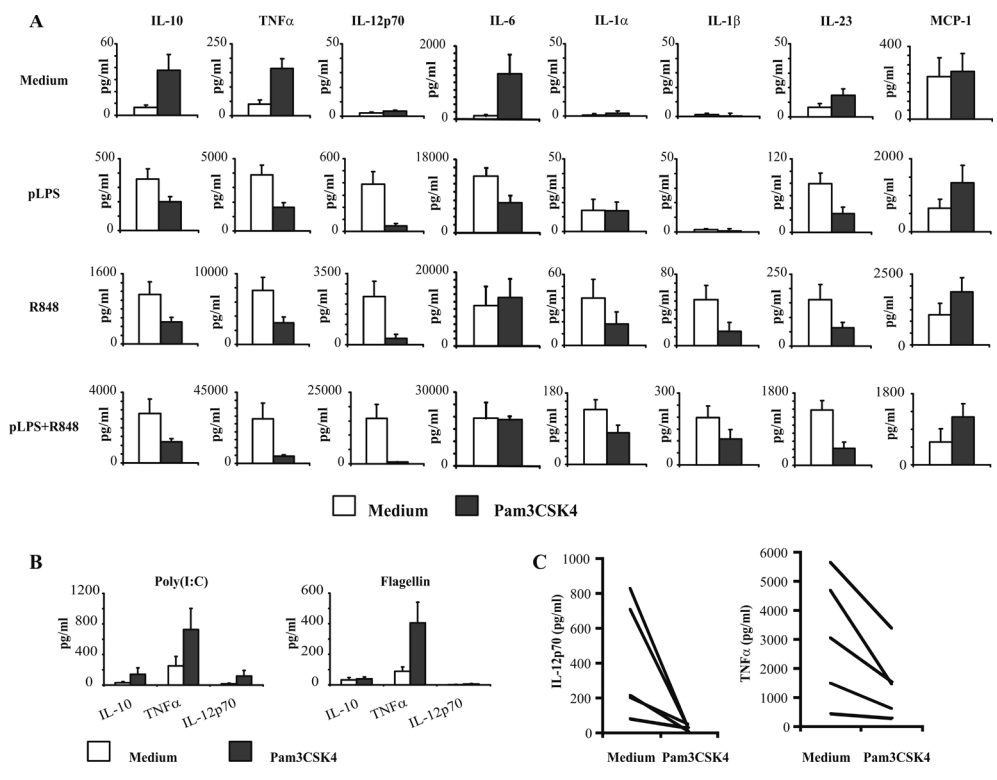 A
IL-10 TNFα IL-12p70 IL-6 IL-1α IL-1β IL-23 MCP-1
Medium
pg/ml 60 0
pg/ml 250 0
pg/ml 50 0
pg/ml 2000 0
pg/ml 50 0
pg/ml 50 0
pg/ml 50 0
pg/ml 400 0
pLPS
pg/ml 500 0
pg/ml 5000 0
pg/ml 600 0
pg/ml 18000 0
pg/ml 50 0
pg/ml 50 0
pg/ml 120 0
pg/ml 2000 0
R848
pg/ml 1600 0
pg/ml 10000 0
pg/ml 3500 0
pg/ml 20000 0
pg/ml 60 0
pg/ml 80 0
pg/ml 250 0
pg/ml 2500 0
pLPS+R848
pg/ml 4000 0
pg/ml 45000 0
pg/ml 25000 0
pg/ml 30000 0
pg/ml 180 0
pg/ml 300 0
pg/ml 1800 0
pg/ml 1800 0
Medium Pam3CSK4
B
Poly(I:C)
pg/ml
1200
800
400
0
IL-10 TNFα IL-12p70
Flagellin
pg/ml
600
400
200
0
IL-10 TNFα IL-12p70
Medium Pam3CSK4
C
IL-12p70 (pg/ml)
1000
800
600
400
200
0
Medium Pam3CSK4
TNFα (pg/ml)
6000
5000
4000
3000
2000
1000
0
Medium Pam3CSK4